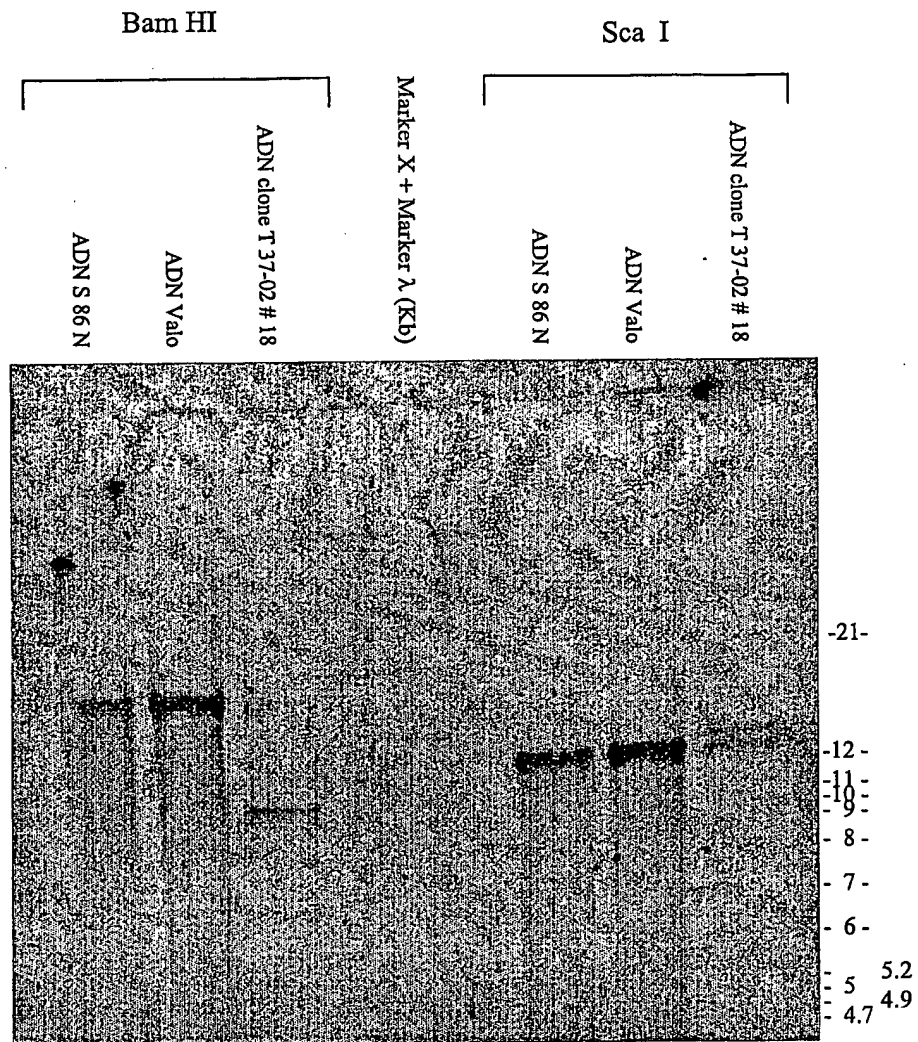 Bam HI
Sca I
ADN S 86 N
ADN Valo
ADN clone T 37-02 # 18
Marker X + Marker λ (Kb)
ADN S 86 N
ADN Valo
ADN clone T 37-02 # 18
-21-
-12 -
-11 -
-10 -
- 9 -
- 8 -
- 7 -
- 6 -
- 5.2
- 5
- 4.9
- 4.7